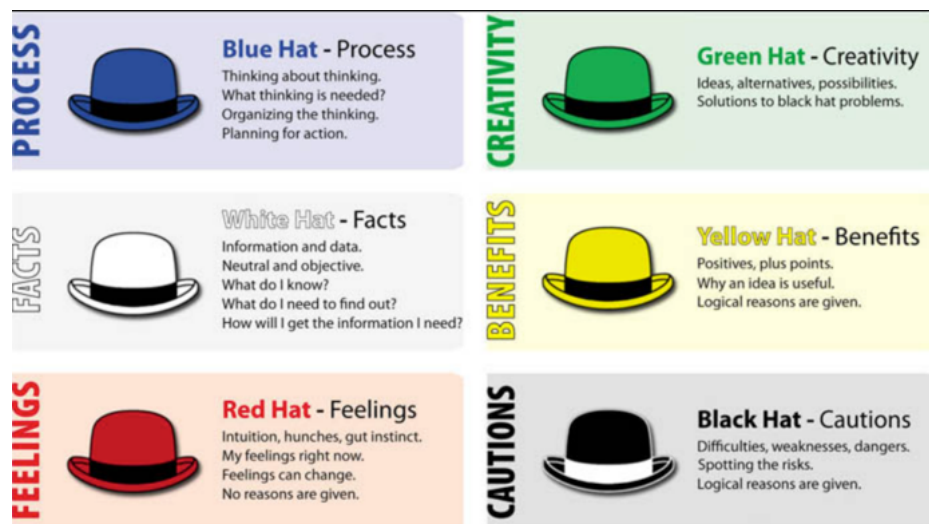 PROCESS
Blue Hat - Process
Thinking about thinking.
What thinking is needed?
Organizing the thinking.
Planning for action.
CREATIVITY
Green Hat - Creativity
Ideas, alternatives, possibilities.
Solutions to black hat problems.
FACTS
White Hat - Facts
Information and data.
Neutral and objective.
What do I know?
What do I need to find out?
How will I get the information I need?
BENEFITS
Yellow Hat - Benefits
Positives, plus points.
Why an idea is useful.
Logical reasons are given.
FEELINGS
Red Hat - Feelings
Intuition, hunches, gut instinct.
My feelings right now.
Feelings can change.
No reasons are given.
CAUTIONS
Black Hat - Cautions
Difficulties, weaknesses, dangers.
Spotting the risks.
Logical reasons are given.